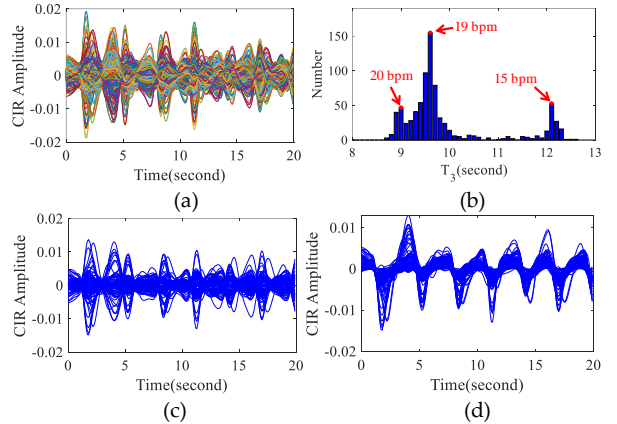 0.02
0.01
0
-0.01
-0.02
CIR Amplitude
0 5 10 15 20
Time(second)
(a)
150
100
50
0
Number
19 bpm
20 bpm
15 bpm
8 9 10 11 12 13
T_3(second)
(b)
0.02
0.01
0
-0.01
-0.02
CIR Amplitude
0 5 10 15 20
Time(second)
(c)
0.01
0
-0.01
-0.02
CIR Amplitude
0 5 10 15 20
Time(second)
(d)